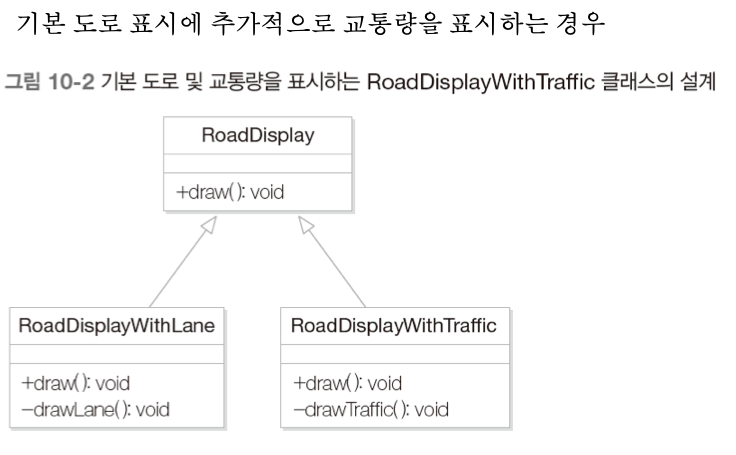 기본 도로 표시에 추가적으로 교통량을 표시하는 경우
그림 10-2 기본 도로 및 교통량을 표시하는 RoadDisplayWithTraffic 클래스의 설계
RoadDisplay
+draw(): void
RoadDisplayWithLane
+draw(): void
−drawLane(): void
RoadDisplayWithTraffic
+draw(): void
−drawTraffic(): void